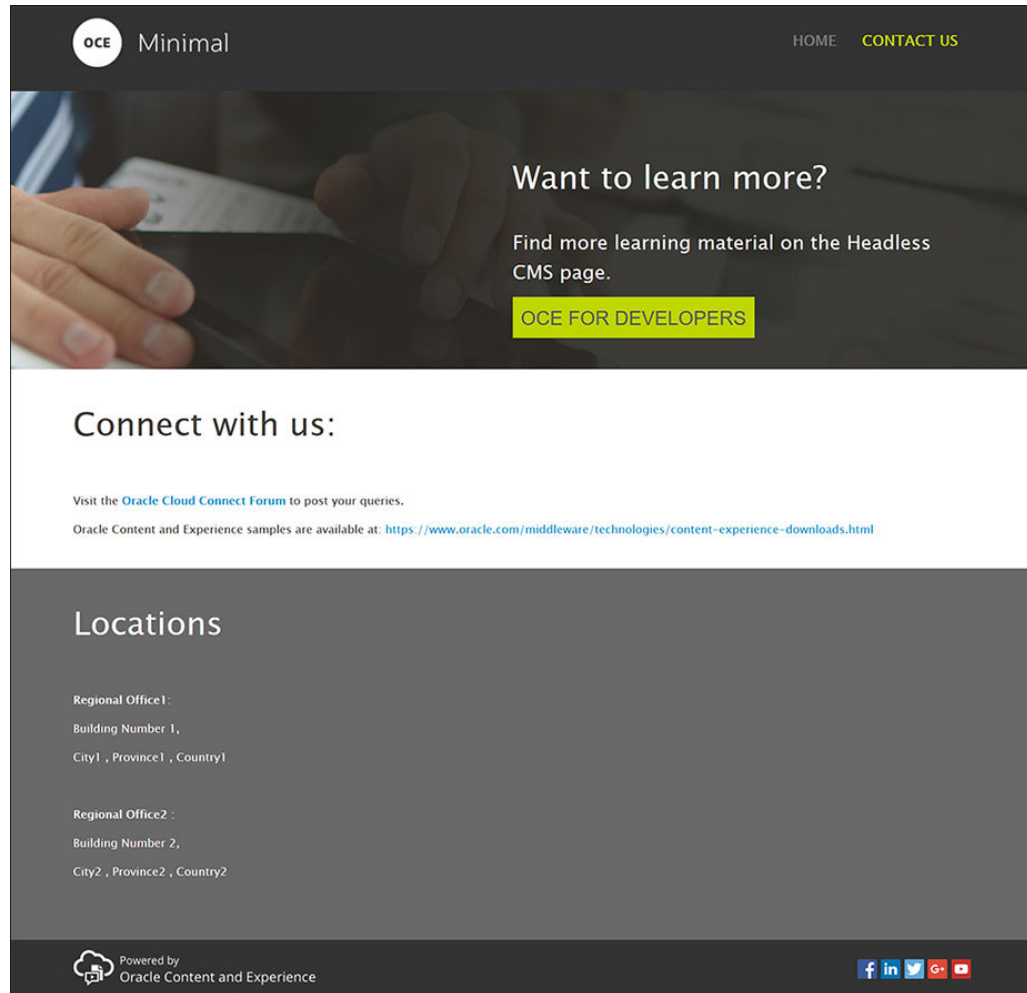 OCE Minimal
HOME CONTACT US
Want to learn more?
Find more learning material on the Headless
CMS page.
OCE FOR DEVELOPERS
Connect with us:
Visit the Oracle Cloud Connect Forum to post your queries.
Oracle Content and Experience samples are available at: https://www.oracle.com/middleware/technologies/content-experience-downloads.html
Locations
Regional Office1:
Building Number 1,
City1 , Province1 , Country1
Regional Office2 :
Building Number 2,
City2 , Province2 , Country2
Powered by
Oracle Content and Experience
f in G+